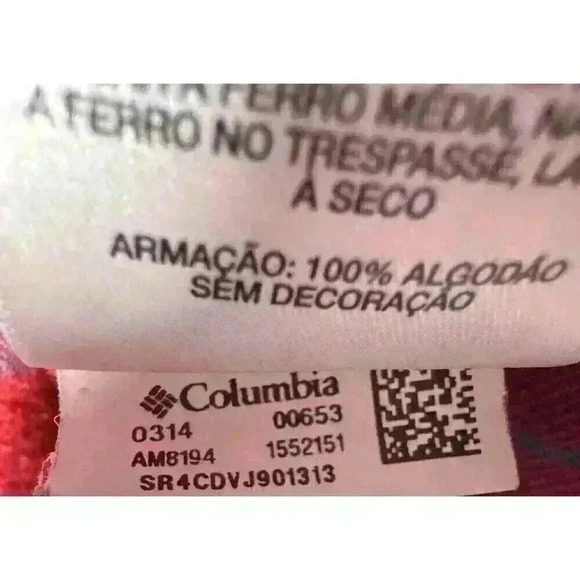 FERRO MÉDIA,
A FERRO NO TRESPASSE,
A SECO
ARMAÇÃO: 100% ALGODÃO
SEM DECORAÇÃO
Columbia
0314 00653
AM8194 1552151
SR4CDVJ901313